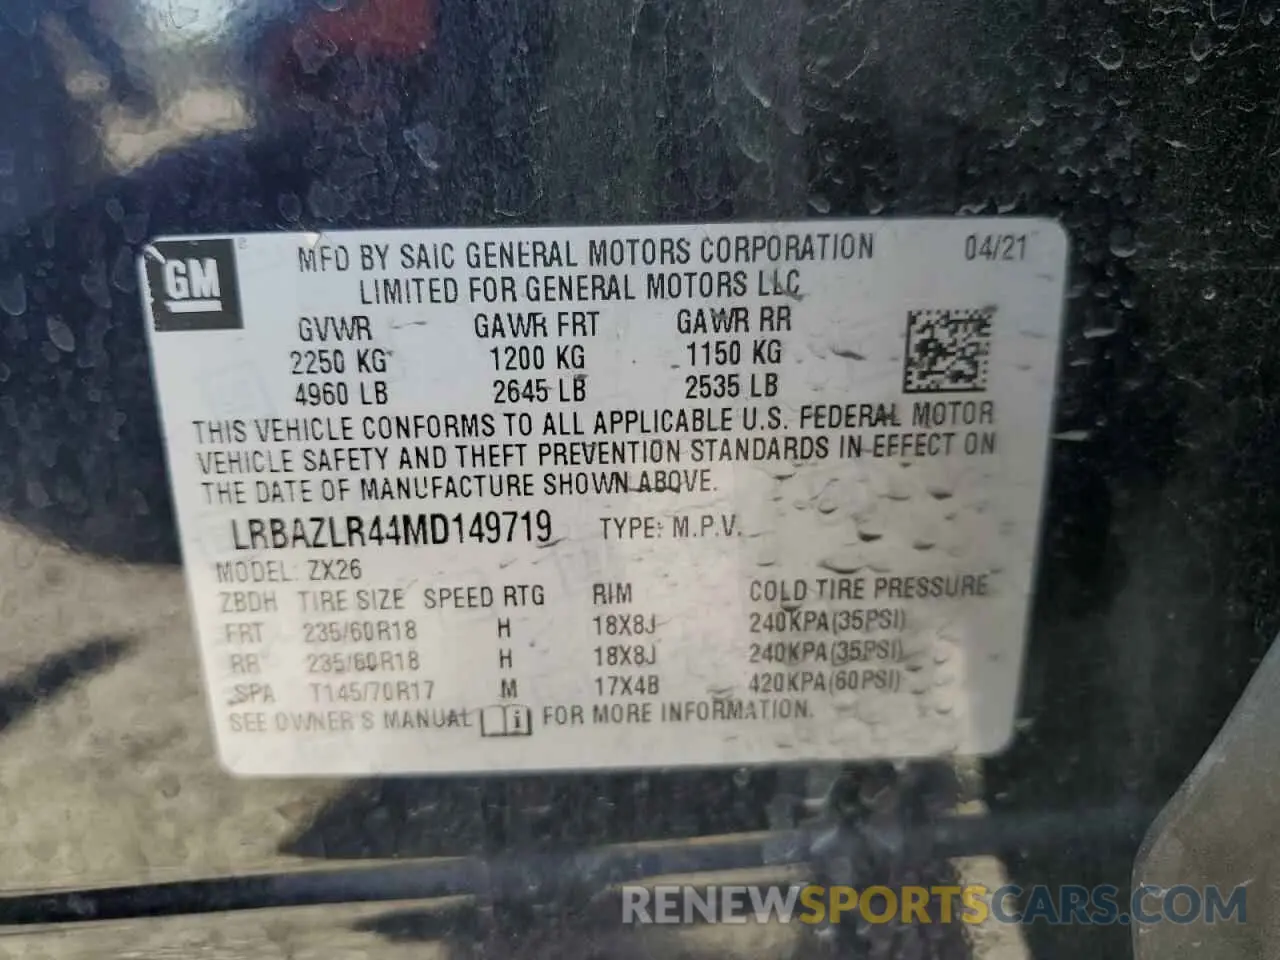 GM
MFD BY SAIC GENERAL MOTORS CORPORATION 04/21
LIMITED FOR GENERAL MOTORS LLC
GVWR GAWR FRT GAWR RR
2250 KG 1200 KG 1150 KG
4960 LB 2645 LB 2535 LB
THIS VEHICLE CONFORMS TO ALL APPLICABLE U.S. FEDERAL MOTOR
VEHICLE SAFETY AND THEFT PREVENTION STANDARDS IN EFFECT ON
THE DATE OF MANUFACTURE SHOWN ABOVE.
LRBAZLR44MD149719 TYPE: M.P.V.
MODEL: ZX26
ZBDH TIRE SIZE SPEED RTG RIM COLD TIRE PRESSURE
FRT 235/60R18 H 18X8J 240KPA(35PSI)
RR 235/60R18 H 18X8J 240KPA(35PSI)
SPA T145/70R17 M 17X4B 420KPA(60PSI)
SEE OWNER'S MANUAL i FOR MORE INFORMATION.
RENEWSPORTSCARS.COM